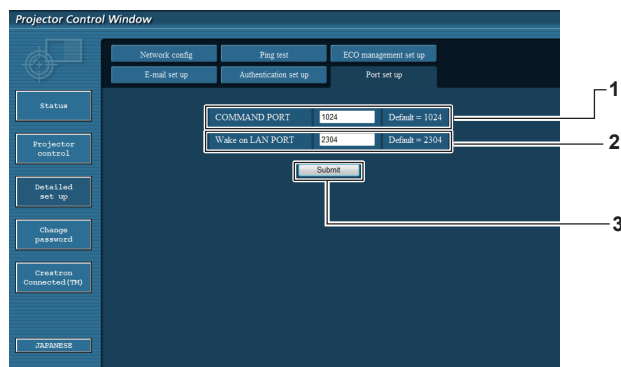 Projector Control Window
Network config
Ping test
ECO management set up
E-mail set up
Authentication set up
Port set up
Status
Projector
control
Detailed
set up
Change
password
Crestron
Connected(TM)
JAPANESE
COMMAND PORT 1024 Default = 1024
Wake on LAN PORT 2304 Default = 2304
Submit
1
2
3